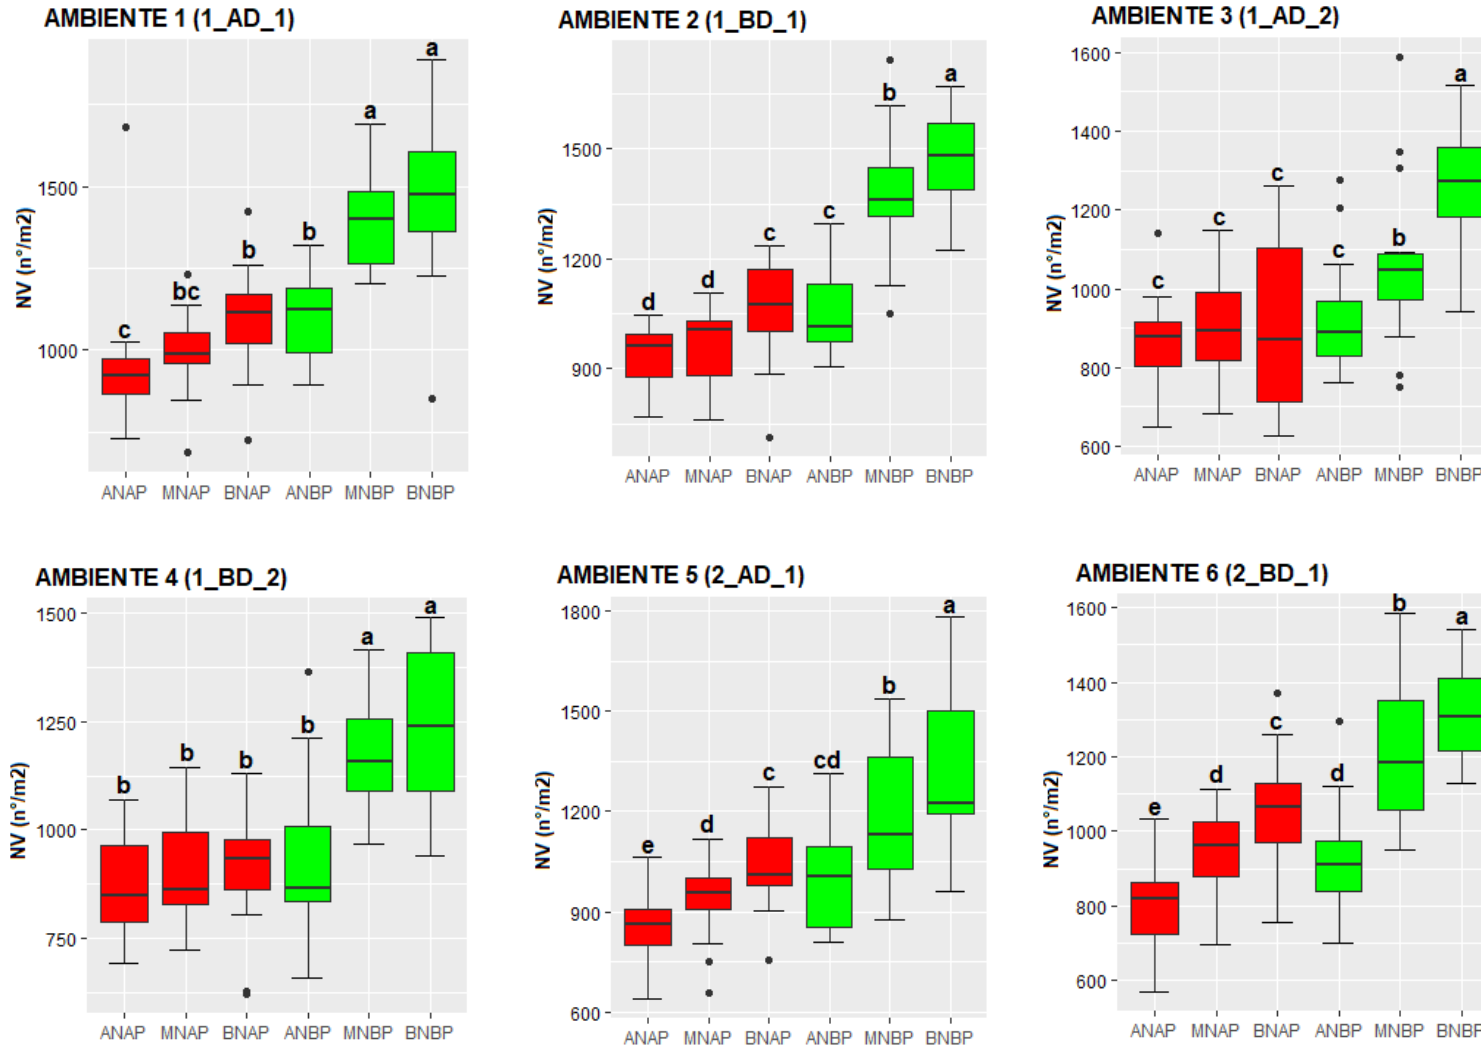 AMBIENTE 1 (1_AD_1)
a
a
b
b
bc
c
1500
1000
NV (n°/m2)
ANAP MNAP BNAP ANBP MNBP BNBP
AMBIENTE 2 (1_BD_1)
a
b
c
c
d
d
1500
1200
900
NV (n°/m2)
ANAP MNAP BNAP ANBP MNBP BNBP
AMBIENTE 3 (1_AD_2)
a
c
c
c
b
c
1600
1400
1200
1000
800
600
NV (n°/m2)
ANAP MNAP BNAP ANBP MNBP BNBP
AMBIENTE 4 (1_BD_2)
a
a
b
b
b
b
1500
1250
1000
750
NV (n°/m2)
ANAP MNAP BNAP ANBP MNBP BNBP
AMBIENTE 5 (2_AD_1)
a
b
c
cd
d
e
1800
1500
1200
900
600
NV (n°/m2)
ANAP MNAP BNAP ANBP MNBP BNBP
AMBIENTE 6 (2_BD_1)
b
a
c
d
d
e
1600
1400
1200
1000
800
600
NV (n°/m2)
ANAP MNAP BNAP ANBP MNBP BNBP